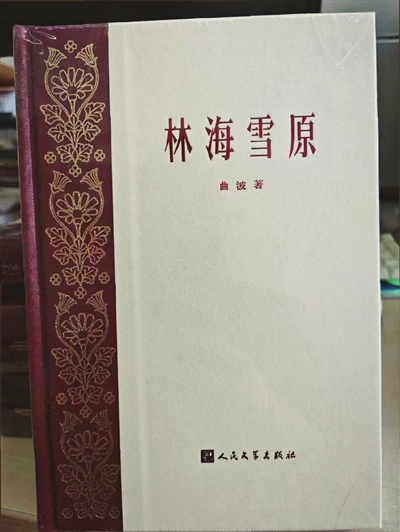 林海雪原
曲波 著
人民文学出版社